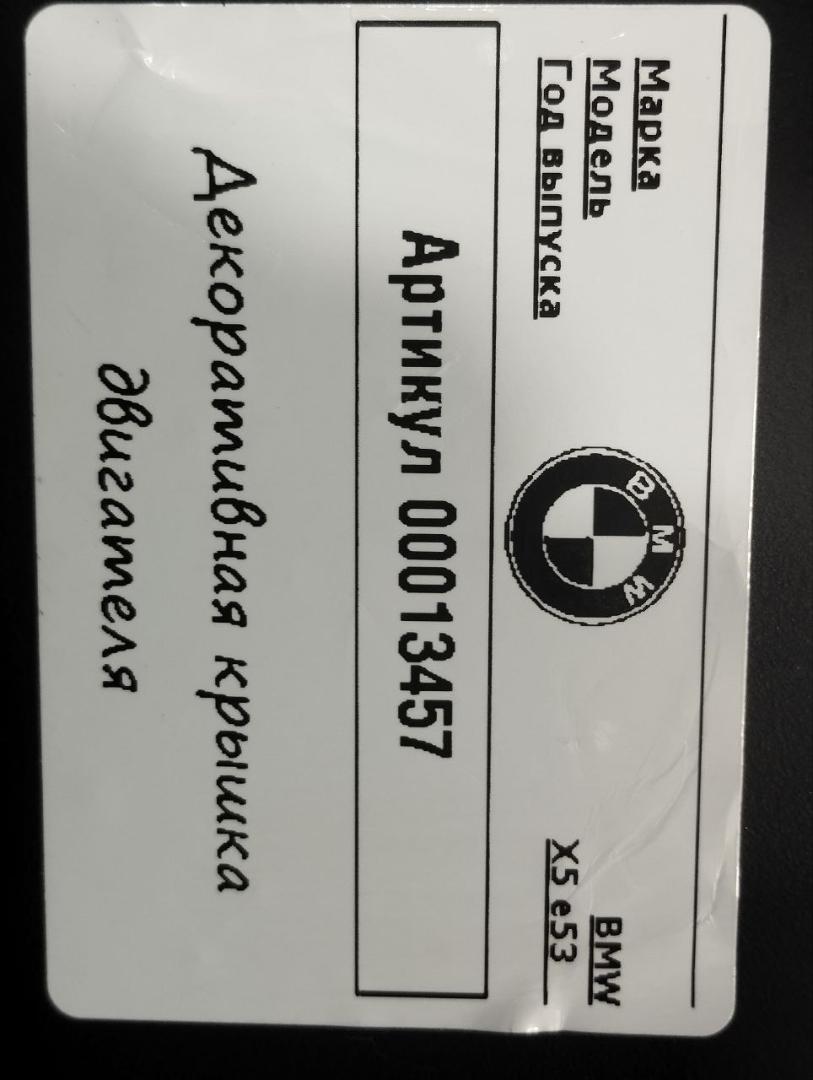 Марка
BMW
Модель
X5 e53
Год выпуска
BMW
Артикул 00013457
Декоративная крышка
двигателя